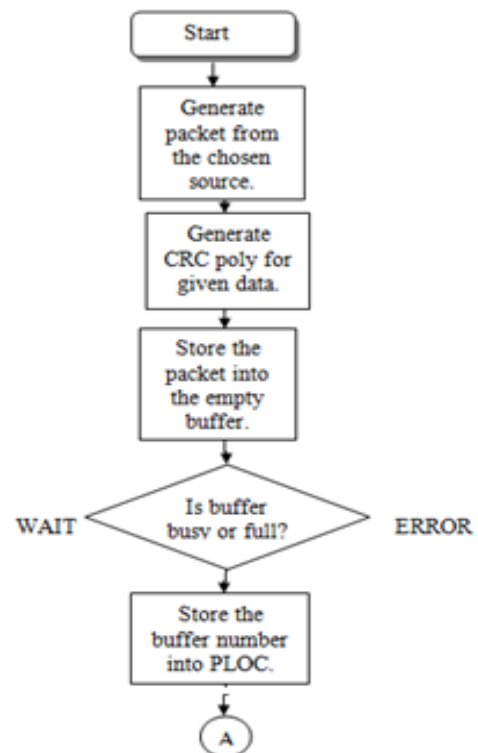 Start
Generate
packet from
the chosen
source.
Generate
CRC poly for
given data.
Store the
packet into
the empty
buffer.
Is buffer
busy or full?
WAIT
ERROR
Store the
buffer number
into PLOC.
A